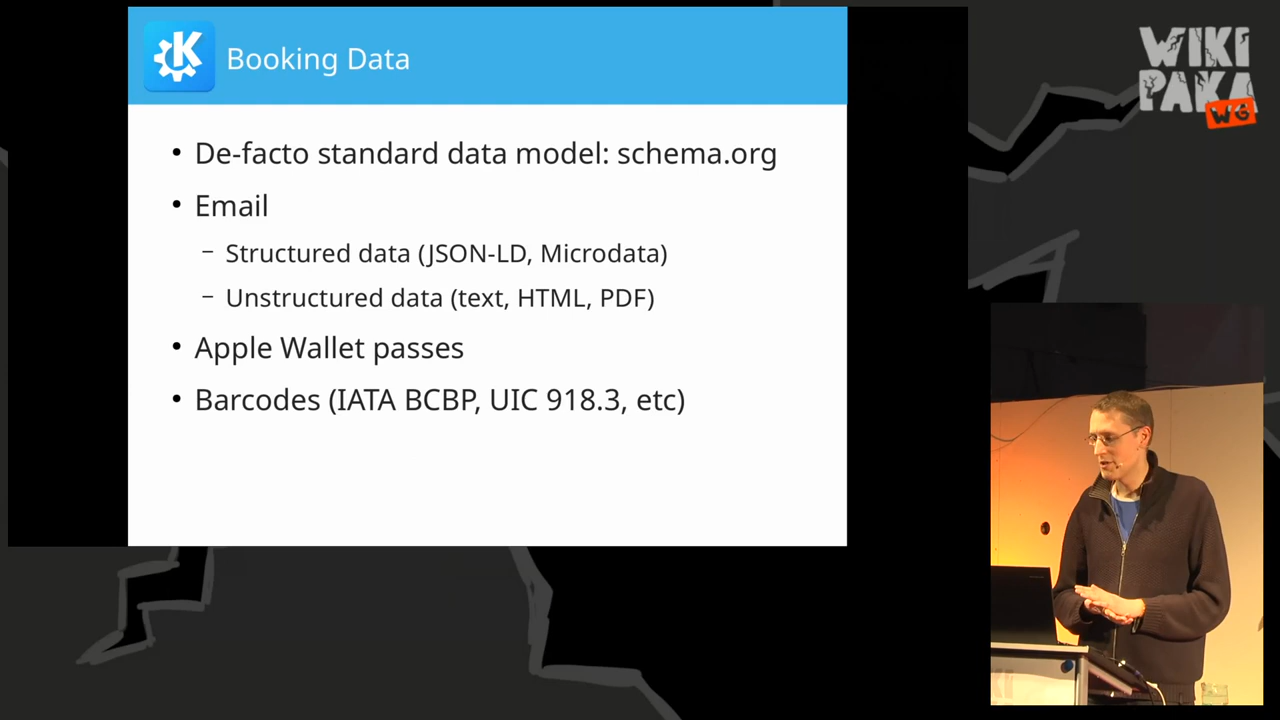 Booking Data
• De-facto standard data model: schema.org
• Email
– Structured data (JSON-LD, Microdata)
– Unstructured data (text, HTML, PDF)
• Apple Wallet passes
• Barcodes (IATA BCBP, UIC 918.3, etc)
WIKI
PAKA
WG